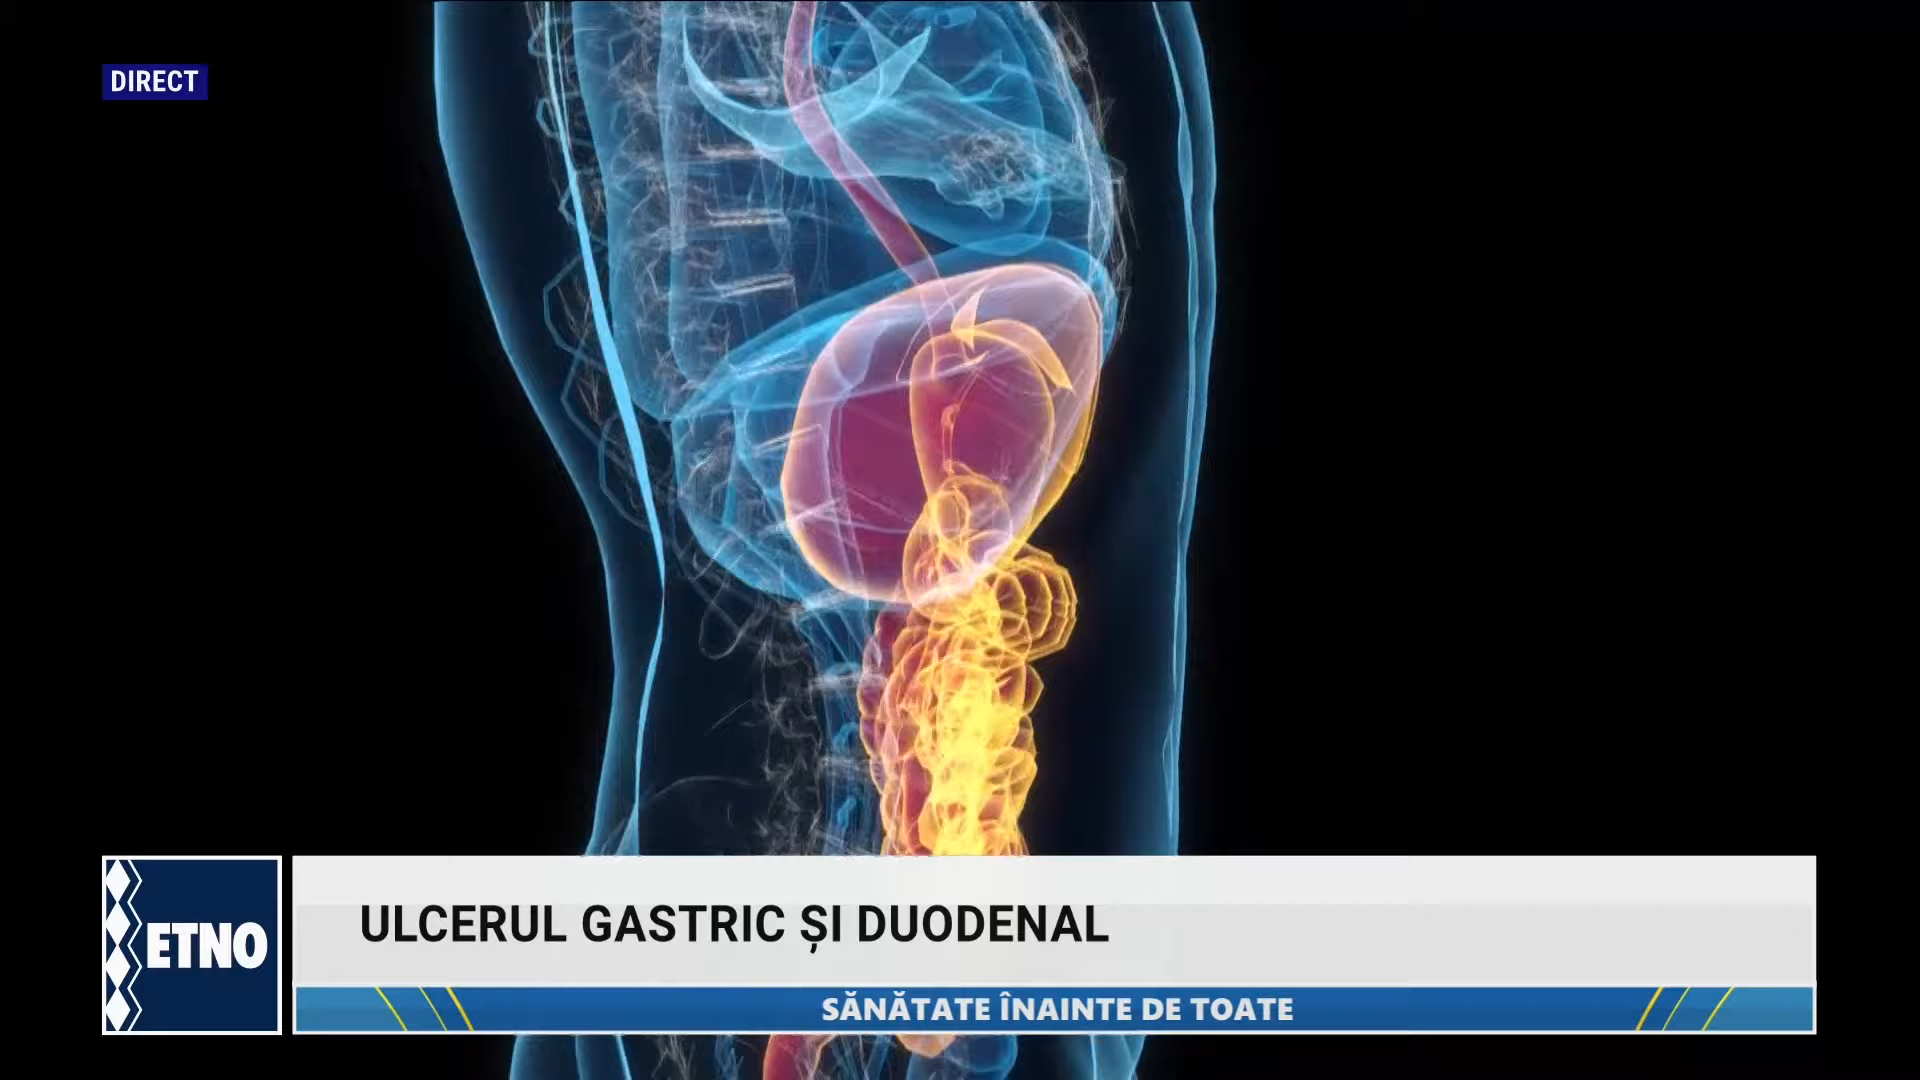 DIRECT
ETNO
ULCERUL GASTRIC ȘI DUODENAL
SĂNĂTATE ÎNAINTE DE TOATE